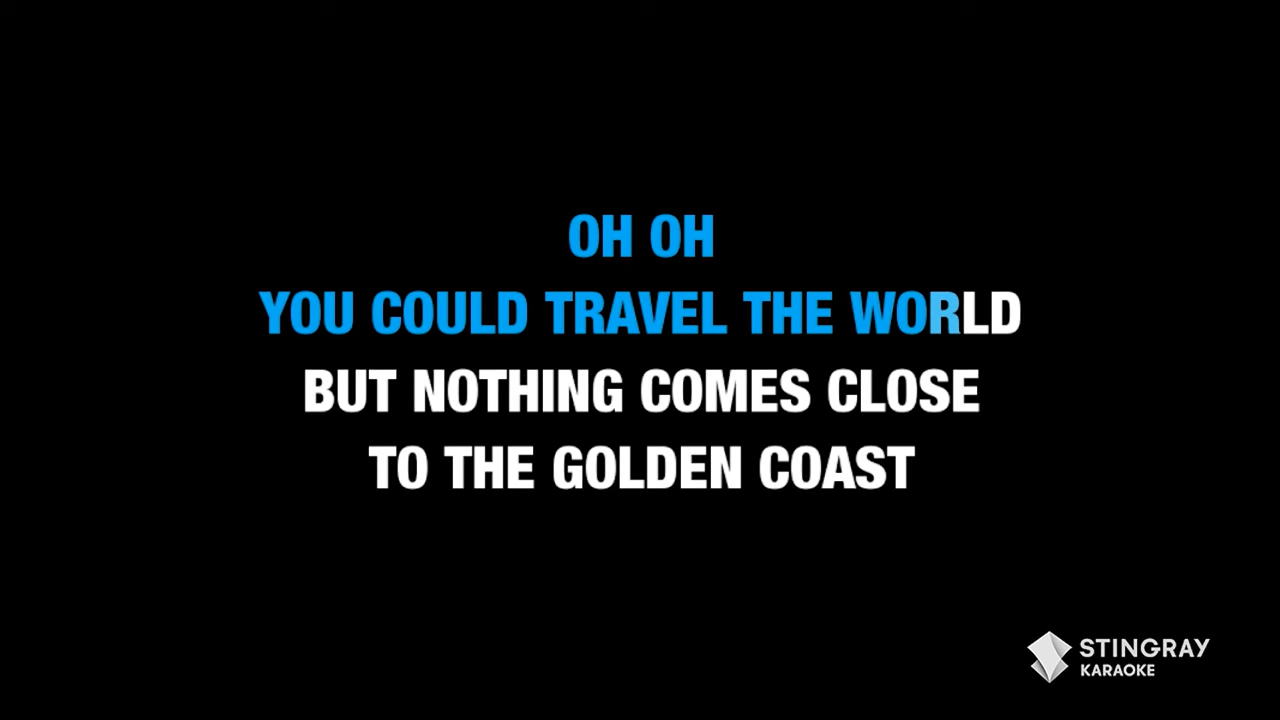 OH OH
YOU COULD TRAVEL THE WORLD
BUT NOTHING COMES CLOSE
TO THE GOLDEN COAST
STINGRAY
KARAOKE